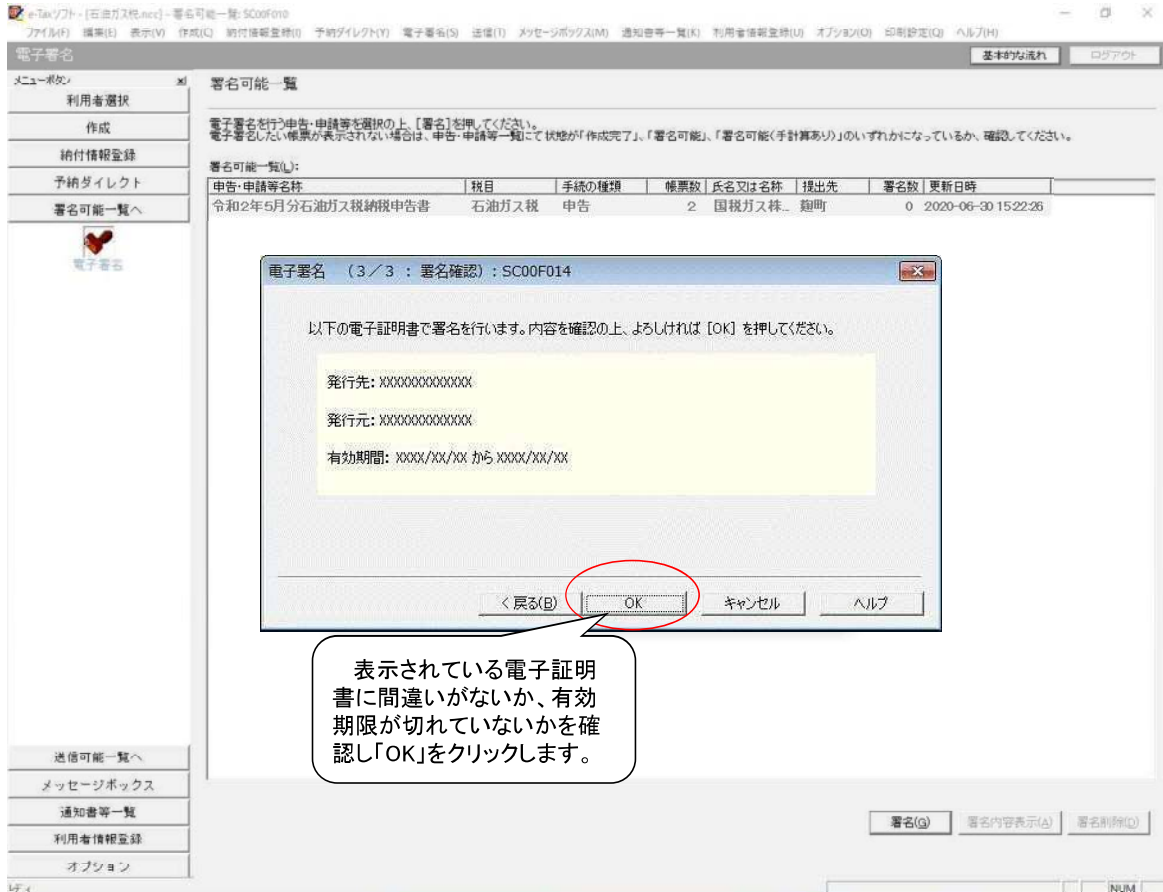 e-Taxソフト - [石油ガス税.ncc] - 署名可能一覧: SC00F010
ファイル(F) 編集(E) 表示(V) 作成(C) 納付情報登録(I) 予納ダイレクト(Y) 電子署名(S) 送信(T) メッセージボックス(M) 通知書等一覧(K) 利用者情報登録(U) オプション(O) 印刷設定(Q) ヘルプ(H)
電子署名
基本的な流れ
ログアウト
メニューボタン
利用者選択
作成
納付情報登録
予納ダイレクト
署名可能一覧へ
電子署名
署名可能一覧
電子署名を行う申告・申請等を選択の上、[署名]を押してください。
電子署名したい帳票が表示されない場合は、申告・申請等一覧にて状態が「作成完了」、「署名可能」、「署名可能(手計算あり)」のいずれかになっているか、確認してください。
署名可能一覧(L):
申告・申請等名称 税目 手続の種類 帳票数 氏名又は名称 提出先 署名数 更新日時
令和2年5月分石油ガス税納税申告書 石油ガス税 申告 2 国税ガス株... 麹町 0 2020-06-30 15:22:26
電子署名 (3/3 : 署名確認) : SC00F014
以下の電子証明書で署名を行います。内容を確認の上、よろしければ [OK] を押してください。
発行先: XXXXXXXXXXXXX
発行元: XXXXXXXXXXXXX
有効期間: XXXX/XX/XX から XXXX/XX/XX
< 戻る(B)
OK
キャンセル
ヘルプ
表示されている電子証明
書に間違いがないか、有効
期限が切れていないかを確
認し「OK」をクリックします。
送信可能一覧へ
メッセージボックス
通知書等一覧
利用者情報登録
オプション
署名(G)
署名内容表示(A)
署名削除(D)
レディ
NUM